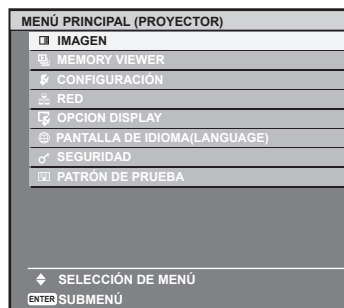 MENÚ PRINCIPAL (PROYECTOR)
IMAGEN
MEMORY VIEWER
CONFIGURACIÓN
RED
OPCION DISPLAY
PANTALLA DE IDIOMA(LANGUAGE)
SEGURIDAD
PATRÓN DE PRUEBA
SELECCIÓN DE MENÚ
ENTER SUBMENÚ